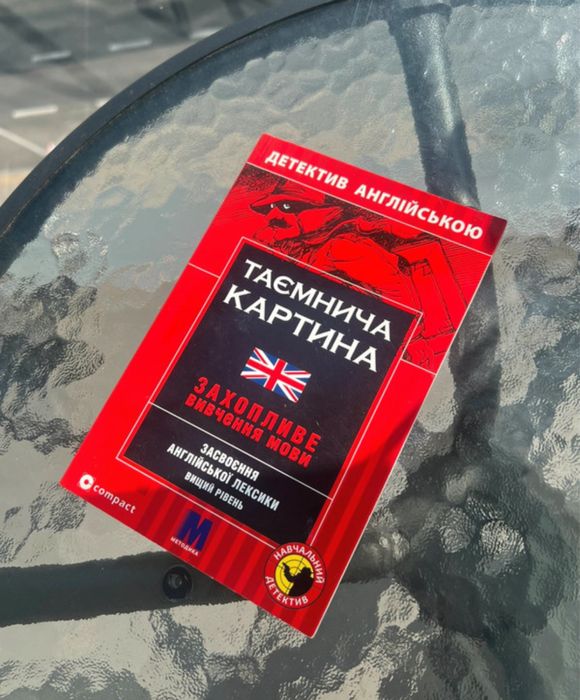 ДЕТЕКТИВ АНГЛІЙСЬКОЮ
ТАЄМНИЧА
КАРТИНА
ЗАХОПЛИВЕ
ВИВЧЕННЯ МОВИ
ЗАСВОЄННЯ
АНГЛІЙСЬКОЇ ЛЕКСИКИ
ВИЩИЙ РІВЕНЬ
compact
М
МЕТОДИКА
НАВЧАЛЬНИЙ
ДЕТЕКТИВ